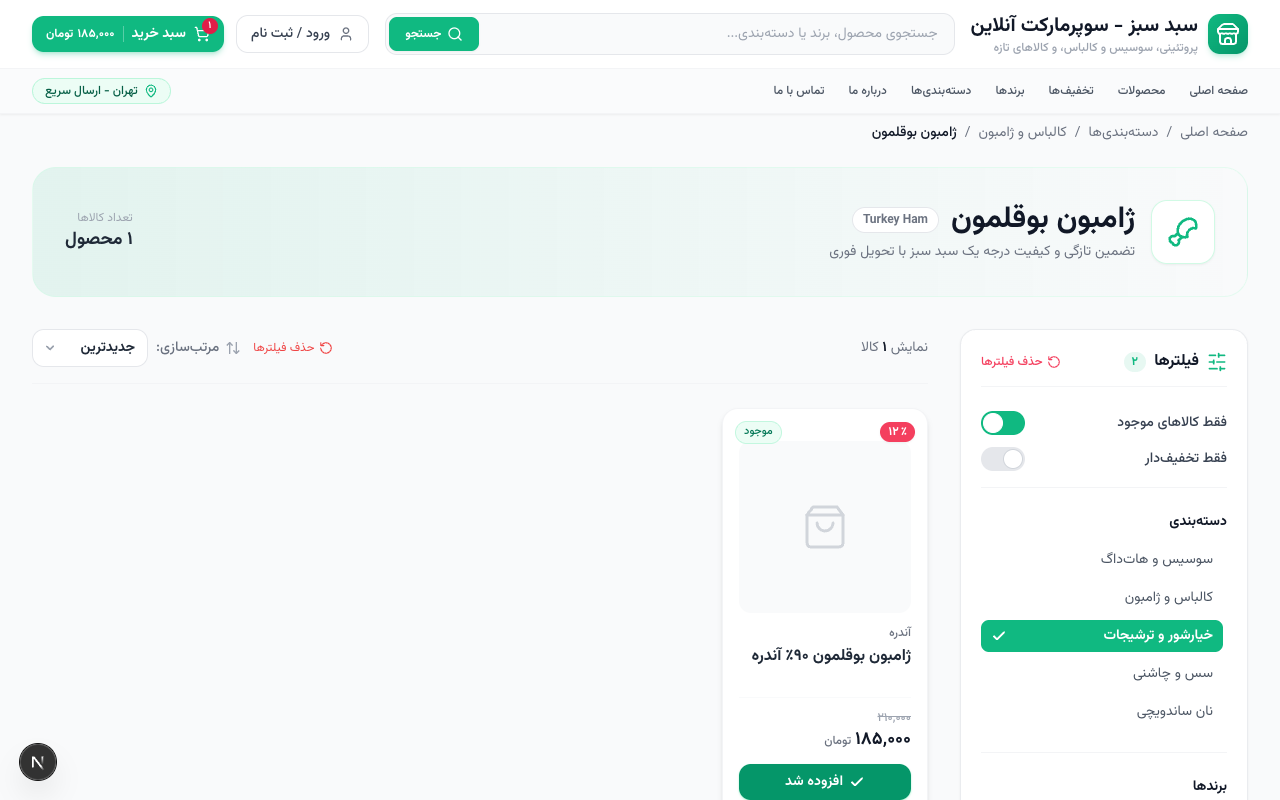 سبد سبز - سوپرمارکت آنلاین
پروتئینی، سوسیس و کالباس، و کالاهای تازه
جستجوی محصول، برند یا دسته‌بندی...
جستجو
ورود / ثبت نام
۱
سبد خرید
۱۸۵,۰۰۰ تومان
صفحه اصلی
محصولات
تخفیف‌ها
برندها
دسته‌بندی‌ها
درباره ما
تماس با ما
تهران - ارسال سریع
صفحه اصلی / دسته‌بندی‌ها / کالباس و ژامبون / ژامبون بوقلمون
ژامبون بوقلمون
Turkey Ham
تضمین تازگی و کیفیت درجه یک سبد سبز با تحویل فوری
تعداد کالاها
۱ محصول
فیلترها
۲
حذف فیلترها
فقط کالاهای موجود
فقط تخفیف‌دار
دسته‌بندی
سوسیس و هات‌داگ
کالباس و ژامبون
خیارشور و ترشیجات
سس و چاشنی
نان ساندویچی
برندها
نمایش ۱ کالا
حذف فیلترها
مرتب‌سازی:
جدیدترین
۱۲٪
موجود
آندره
ژامبون بوقلمون ۹۰٪ آندره
۲۱۰,۰۰۰
۱۸۵,۰۰۰ تومان
افزوده شد
N